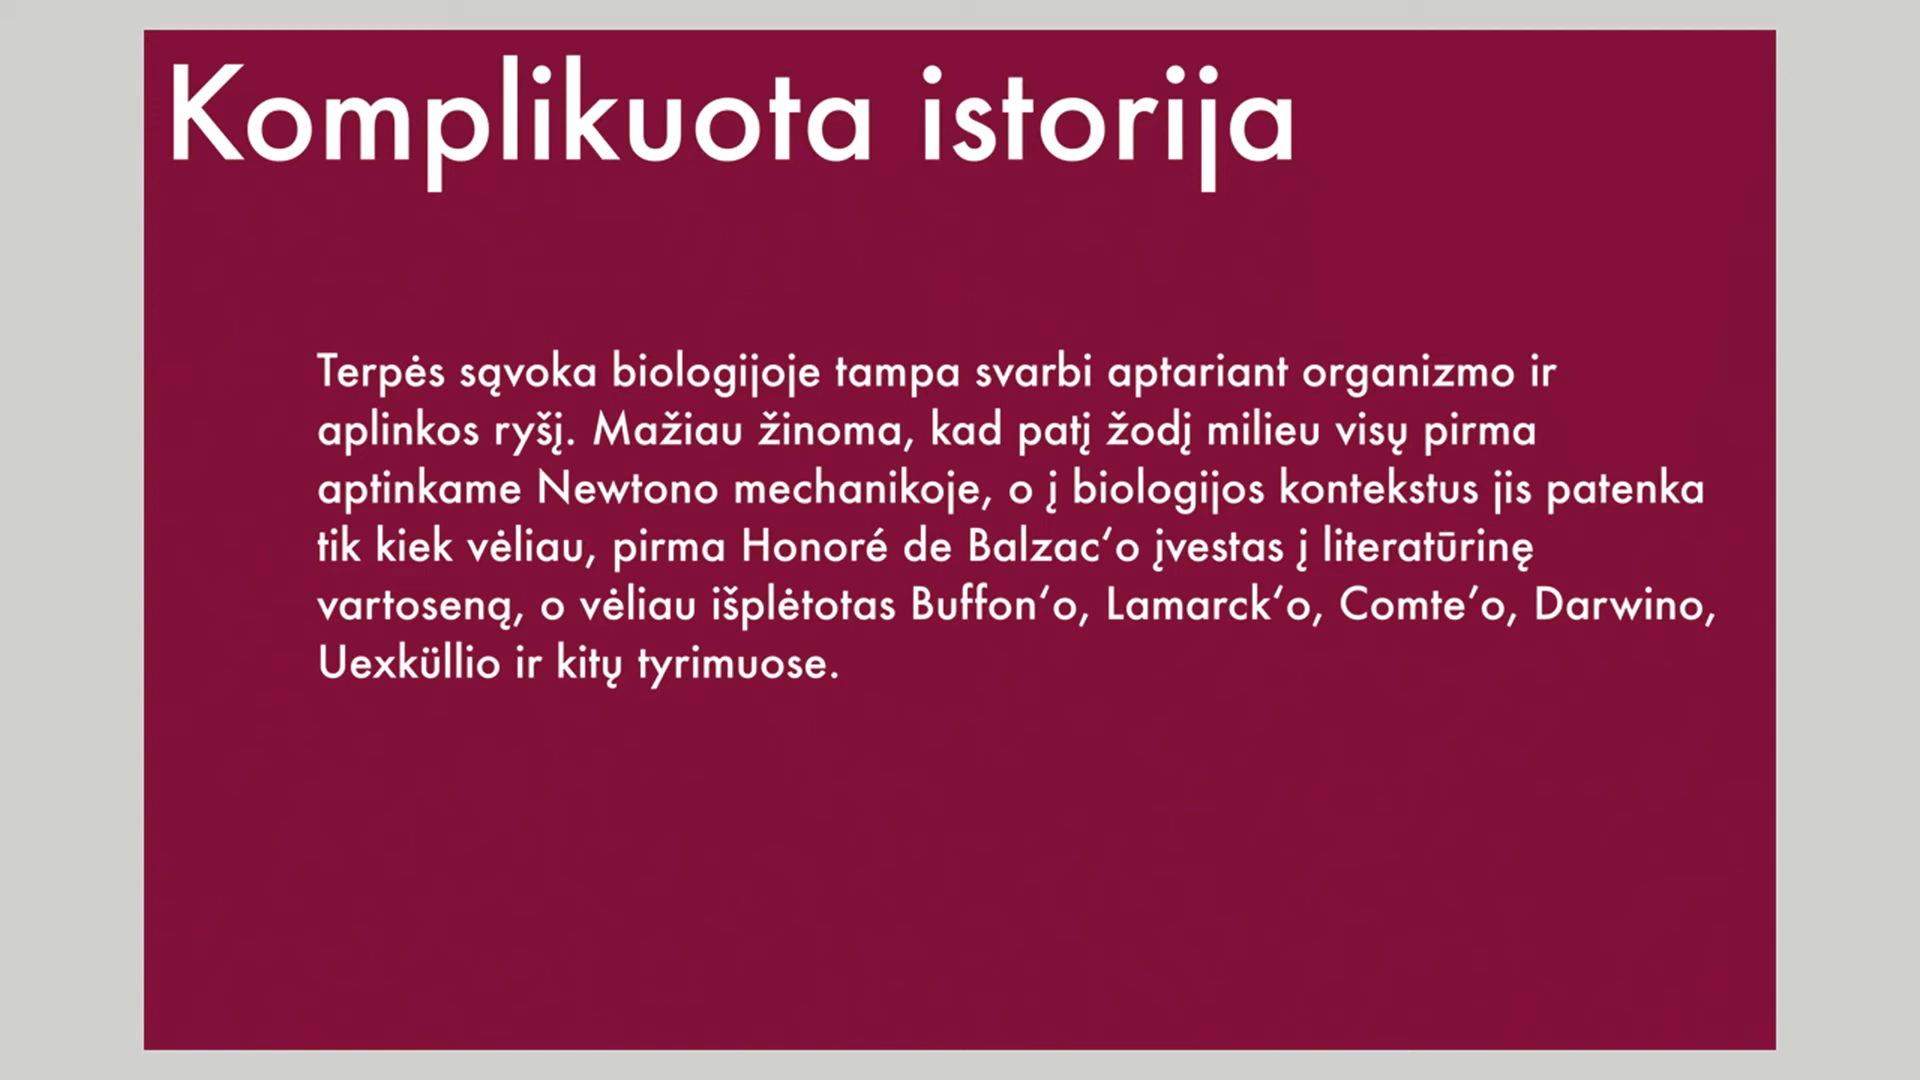 Komplikuota istorija
Terpės sąvoka biologijoje tampa svarbi aptariant organizmo ir
aplinkos ryšį. Mažiau žinoma, kad patį žodį milieu visų pirma
aptinkame Newtono mechanikoje, o į biologijos kontekstus jis patenka
tik kiek vėliau, pirma Honoré de Balzac‘o įvestas į literatūrinę
vartoseną, o vėliau išplėtotas Buffon‘o, Lamarck‘o, Comte’o, Darwino,
Uexküllio ir kitų tyrimuose.